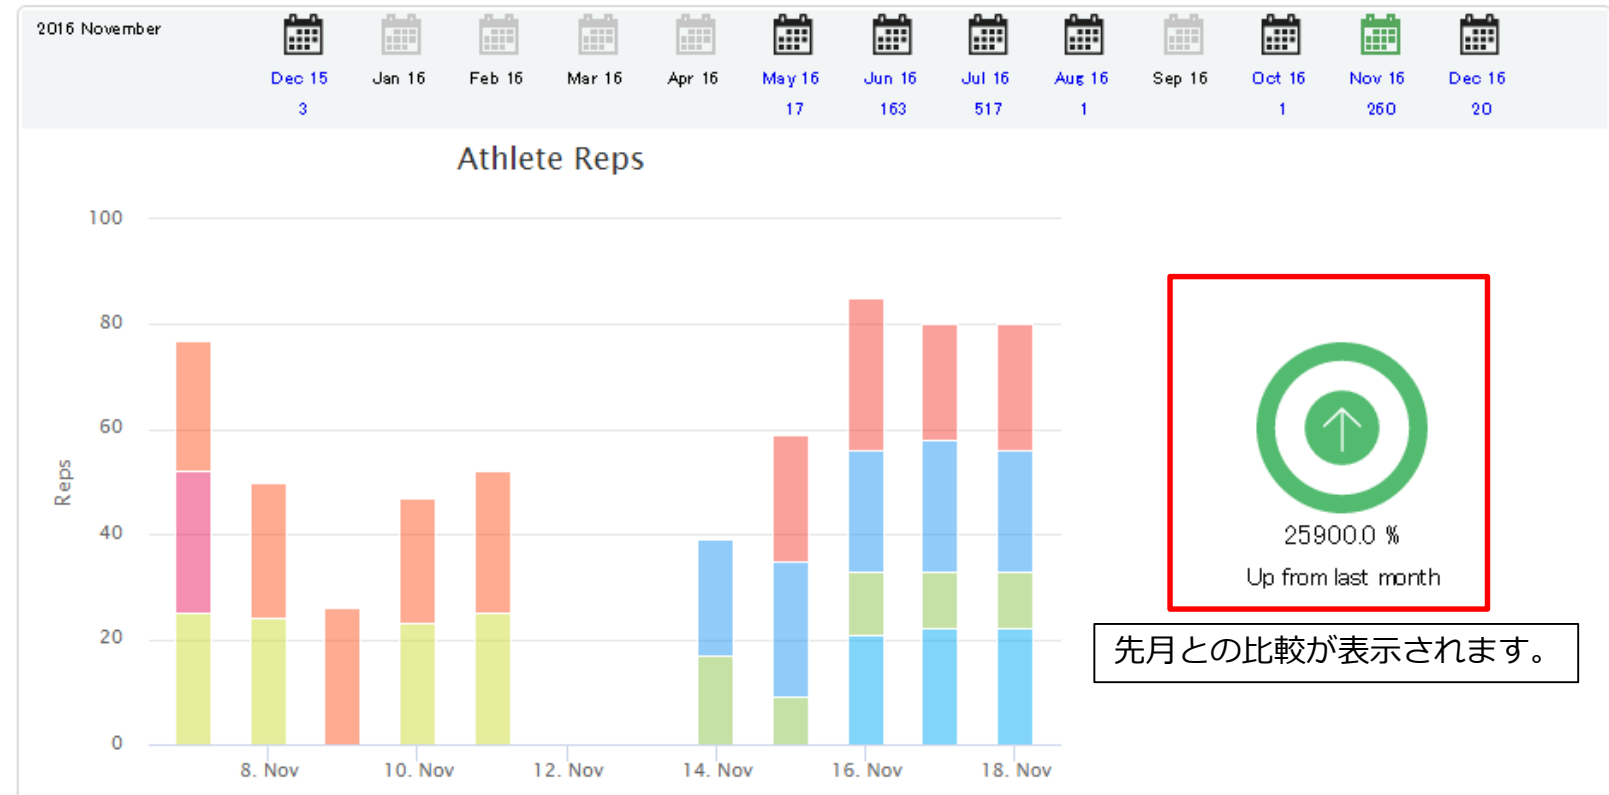 2016 November
Dec 15 Jan 16 Feb 16 Mar 16 Apr 16 May 16 Jun 16 Jul 16 Aug 16 Sep 16 Oct 16 Nov 16 Dec 16
3 17 163 517 1 1 260 20
Athlete Reps
100
80
60
40
20
0
Reps
8. Nov 10. Nov 12. Nov 14. Nov 16. Nov 18. Nov
25900.0 %
Up from last month
先月との比較が表示されます。